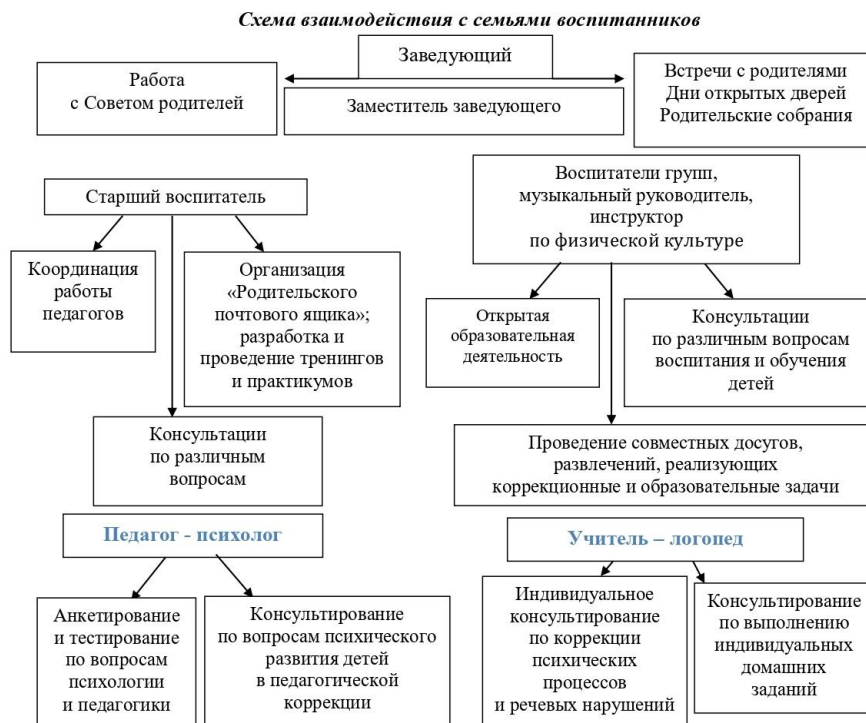 Схема взаимодействия с семьями воспитанников
Заведующий
Работа
с Советом родителей
Заместитель заведующего
Встречи с родителями
Дни открытых дверей
Родительские собрания
Старший воспитатель
Воспитатели групп,
музыкальный руководитель,
инструктор
по физической культуре
Координация
работы
педагогов
Организация
«Родительского
почтового ящика»;
разработка и
проведение тренингов
и практикумов
Открытая
образовательная
деятельность
Консультации
по различным вопросам
воспитания и обучения
детей
Консультации
по различным
вопросам
Проведение совместных досугов,
развлечений, реализующих
коррекционные и образовательные задачи
Педагог - психолог
Учитель – логопед
Анкетирование
и тестирование
по вопросам
психологии
и педагогики
Консультирование
по вопросам психического
развития детей
в педагогической
коррекции
Индивидуальное
консультирование
по коррекции
психических
процессов
и речевых нарушений
Консультирование
по выполнению
индивидуальных
домашних
заданий